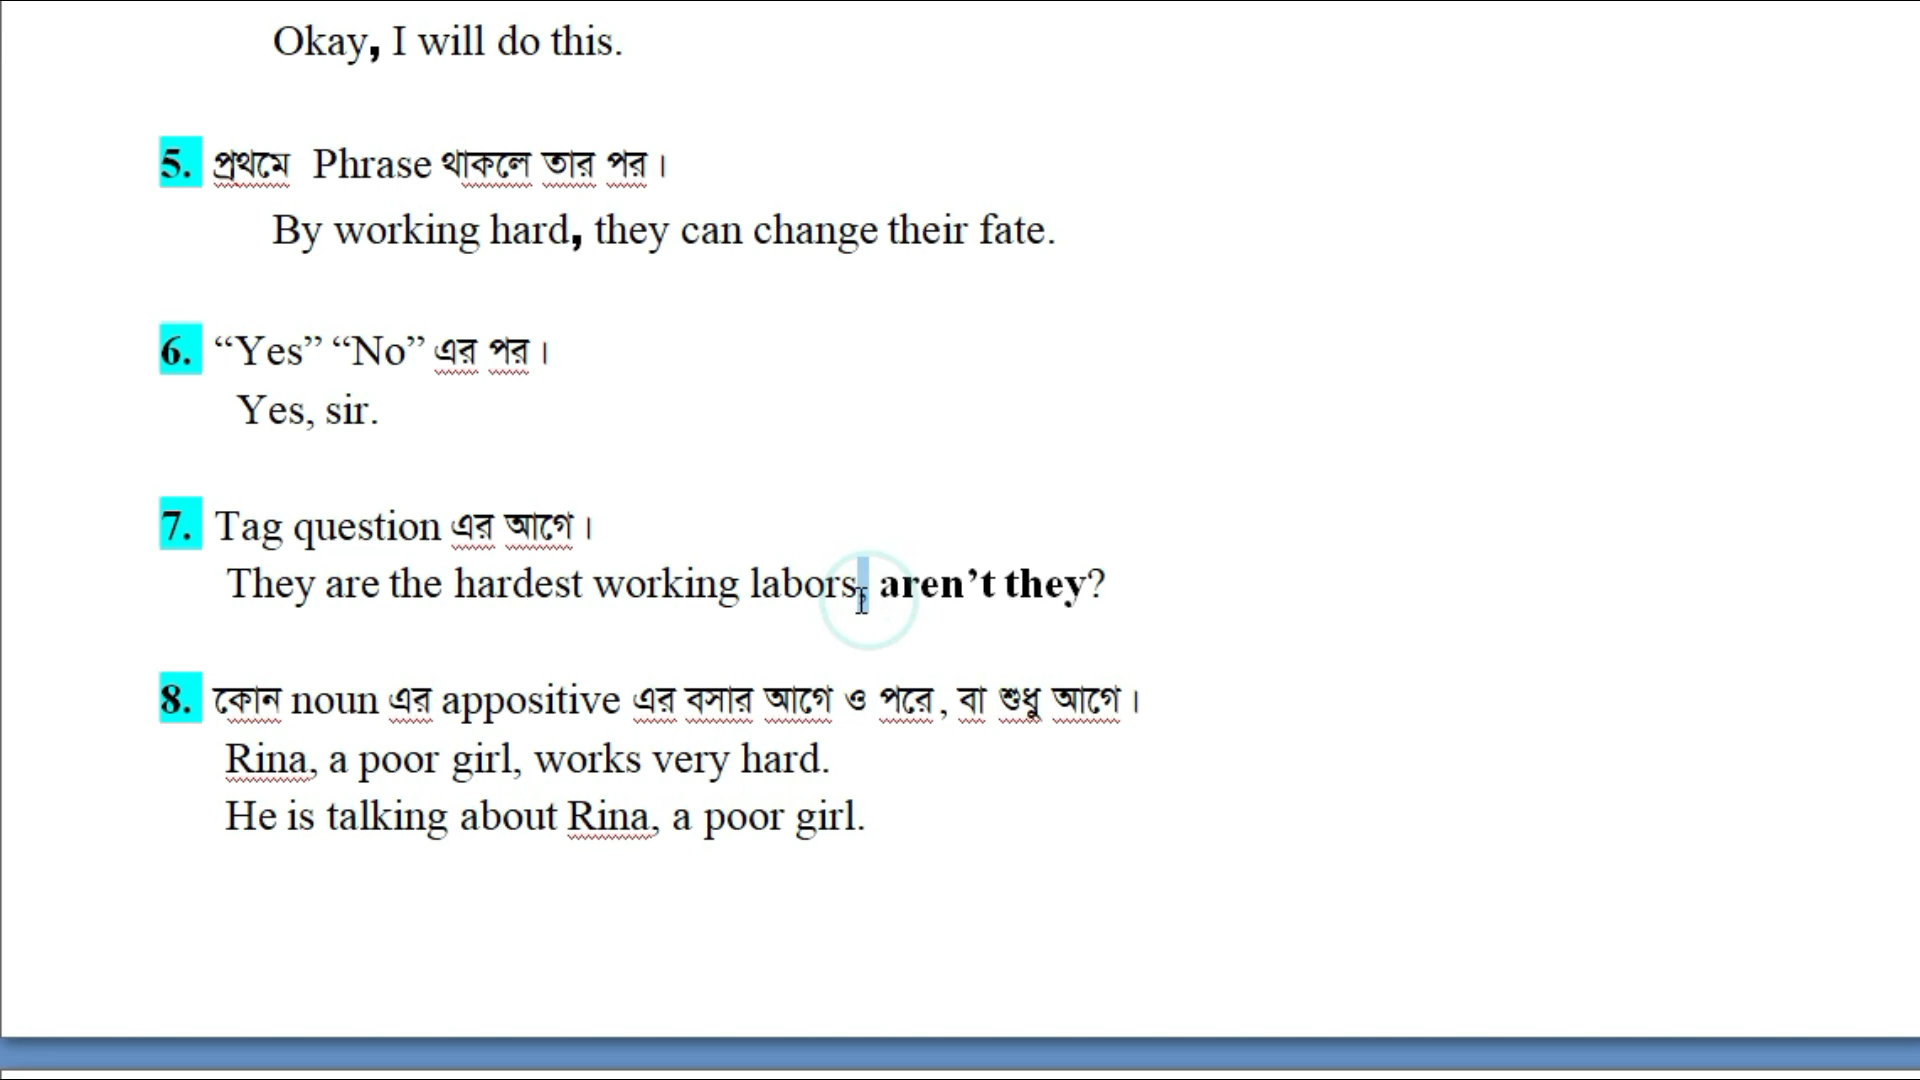 Okay, I will do this.
5. প্রথমে Phrase থাকলে তার পর।
By working hard, they can change their fate.
6. “Yes” “No” এর পর।
Yes, sir.
7. Tag question এর আগে।
They are the hardest working labors, aren’t they?
8. কোন noun এর appositive এর বসার আগে ও পরে, বা শুধু আগে।
Rina, a poor girl, works very hard.
He is talking about Rina, a poor girl.